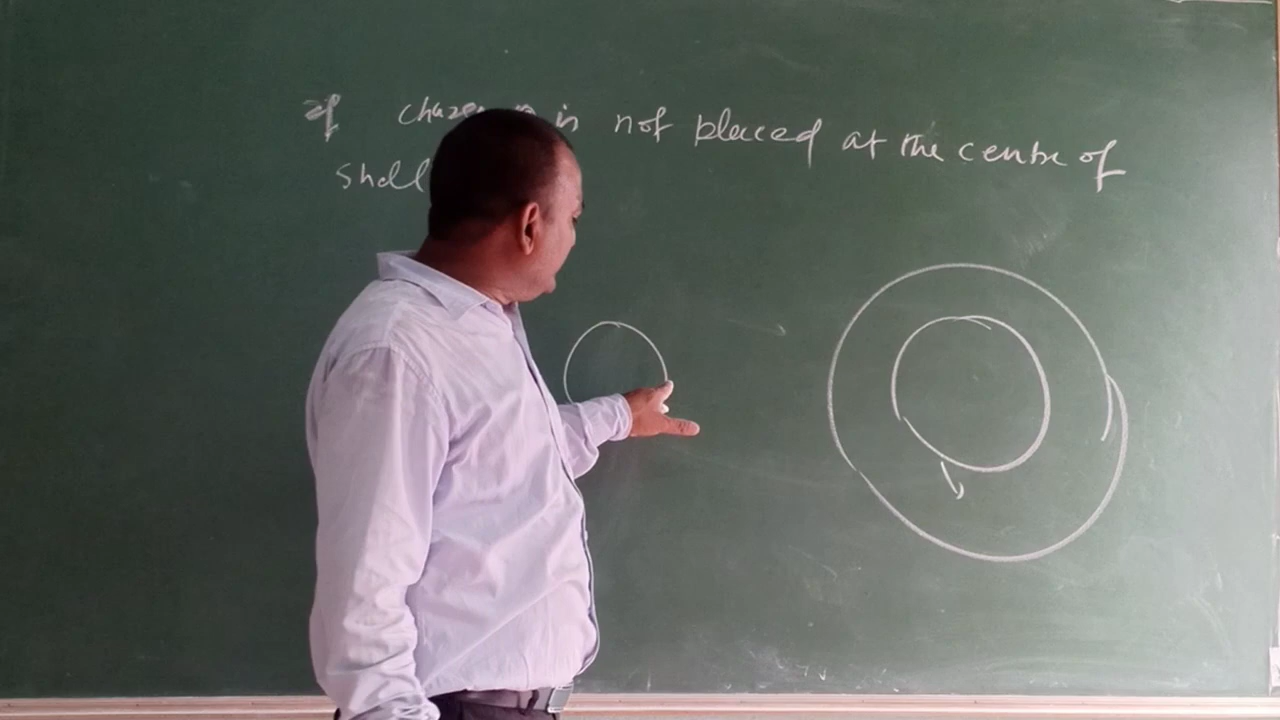 If charge is not placed at the centre of
shell